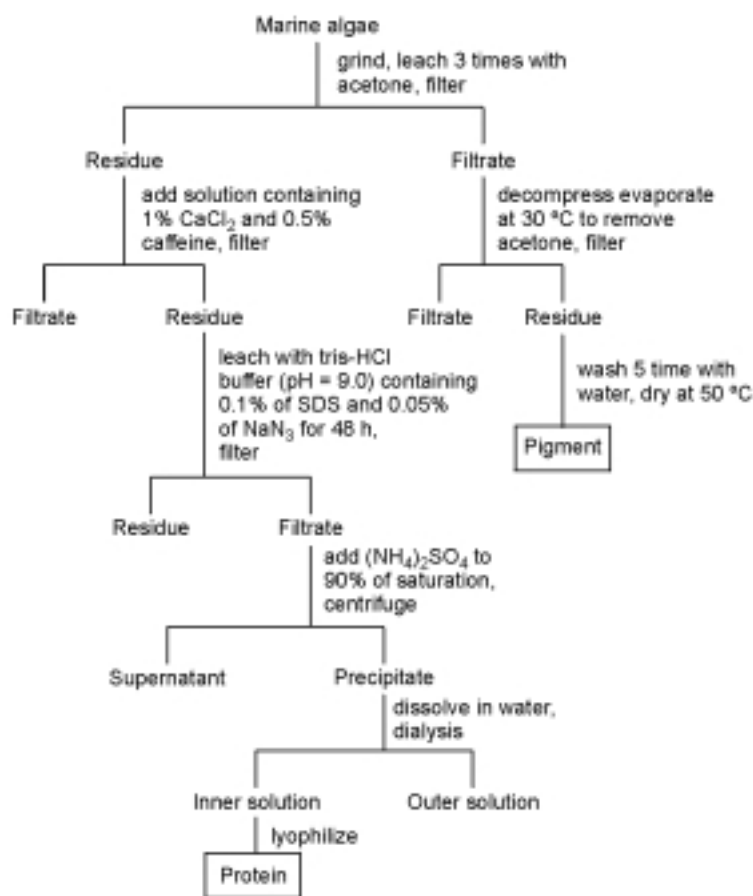 Marine algae
grind, leach 3 times with
acetone, filter
Residue
Filtrate
add solution containing
1% CaCl₂ and 0.5%
caffeine, filter
decompress evaporate
at 30 ºC to remove
acetone, filter
Filtrate
Residue
Filtrate
Residue
leach with tris-HCl
buffer (pH = 9.0) containing
0.1% of SDS and 0.05%
of NaN₃ for 48 h,
filter
wash 5 time with
water, dry at 50 ºC
Pigment
Residue
Filtrate
add (NH₄)₂SO₄ to
90% of saturation,
centrifuge
Supernatant
Precipitate
dissolve in water,
dialysis
Inner solution
Outer solution
lyophilize
Protein